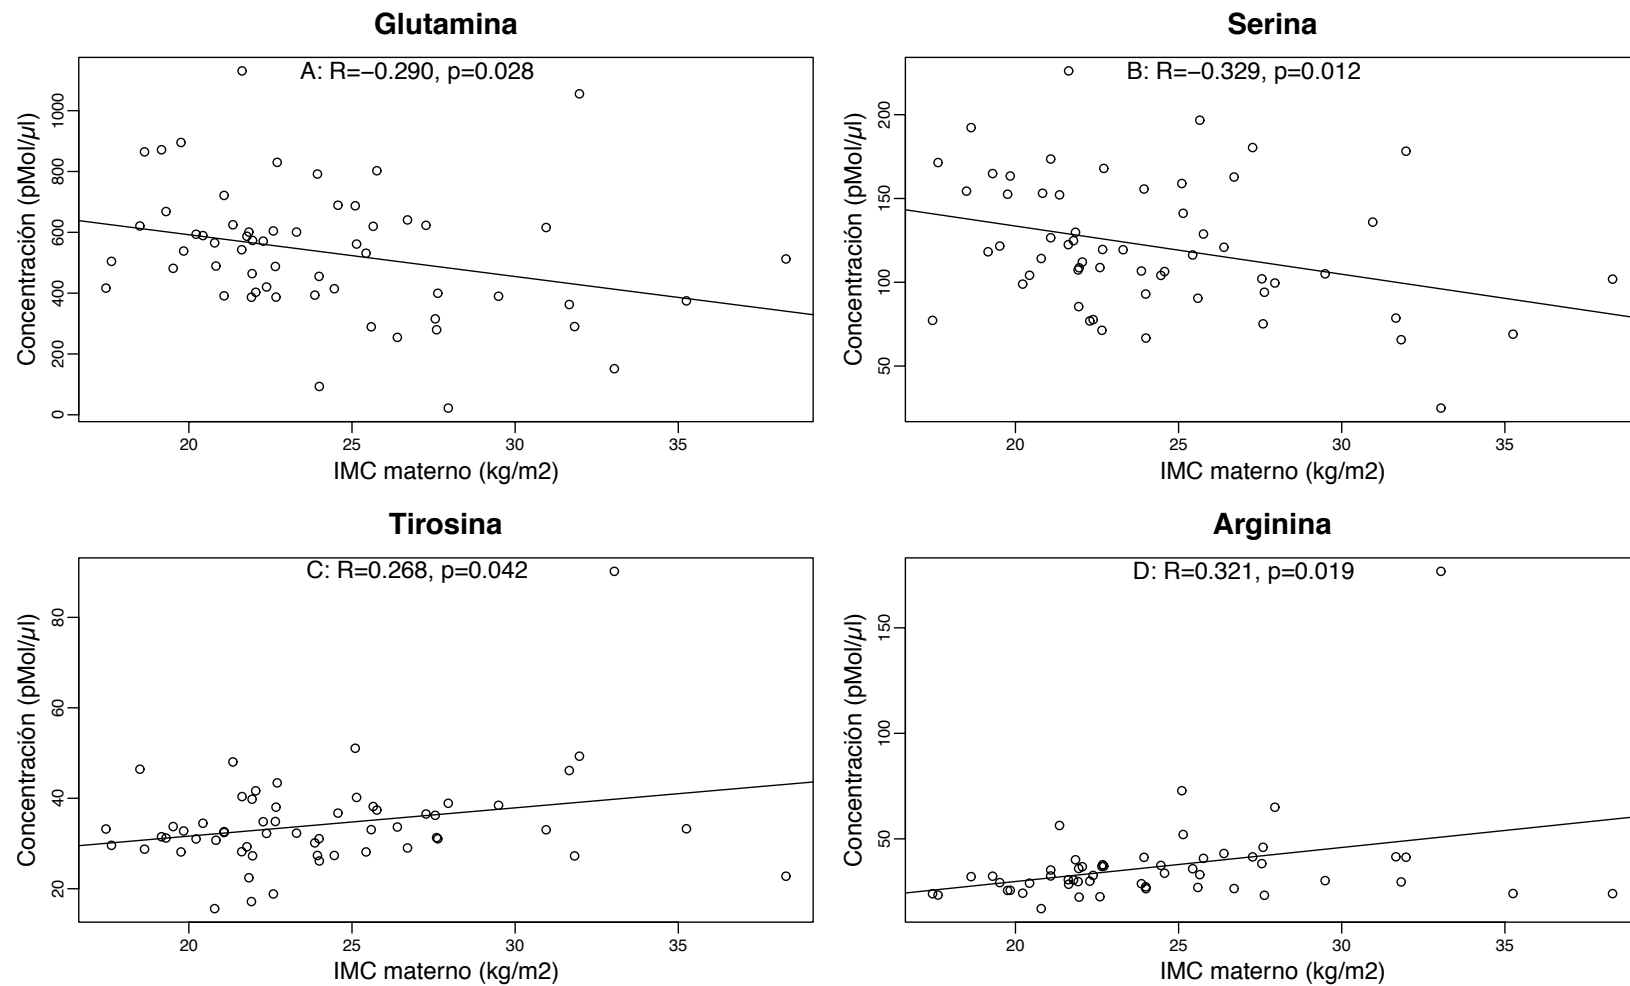 Glutamina
A: R=−0.290, p=0.028
Concentración (pMol/µl)
0 200 400 600 800 1000
20 25 30 35
IMC materno (kg/m2)
Serina
B: R=−0.329, p=0.012
Concentración (pMol/µl)
50 100 150 200
20 25 30 35
IMC materno (kg/m2)
Tirosina
C: R=0.268, p=0.042
Concentración (pMol/µl)
20 40 60 80
20 25 30 35
IMC materno (kg/m2)
Arginina
D: R=0.321, p=0.019
Concentración (pMol/µl)
50 100 150
20 25 30 35
IMC materno (kg/m2)